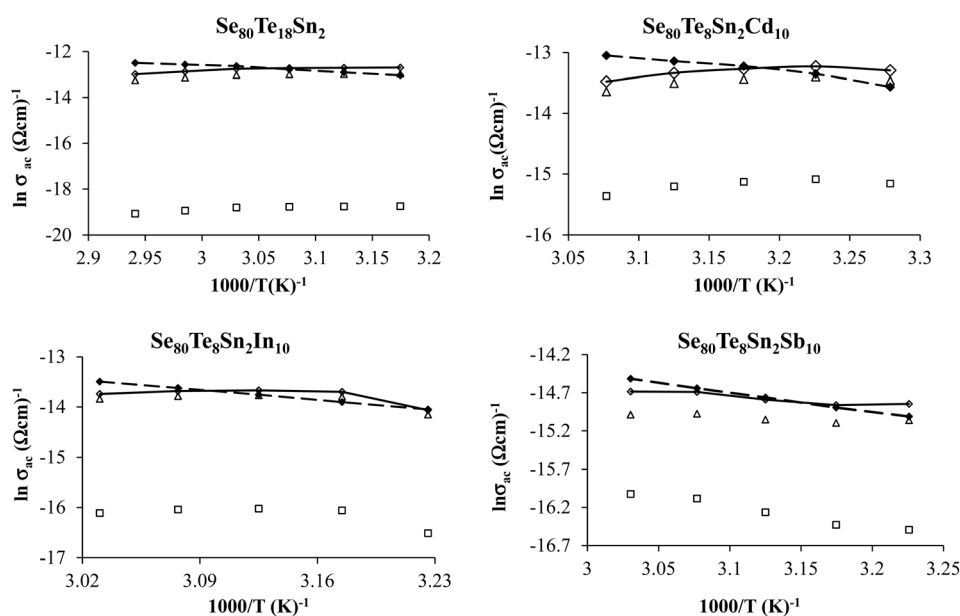 Se₈₀Te₁₈Sn₂
-10
-12
-14
-16
-18
-20
2.9 2.95 3 3.05 3.1 3.15 3.2
1000/T(K)⁻¹
ln σ ac (Ωcm)⁻¹
Se₈₀Te₈Sn₂Cd₁₀
-13
-14
-15
-16
3.05 3.1 3.15 3.2 3.25 3.3
1000/T (K)⁻¹
ln σac(Ωcm)⁻¹
Se₈₀Te₈Sn₂In₁₀
-13
-14
-15
-16
-17
3.02 3.09 3.16 3.23
1000/T (K)⁻¹
ln σac (Ωcm)⁻¹
Se₈₀Te₈Sn₂Sb₁₀
-14.2
-14.7
-15.2
-15.7
-16.2
-16.7
3 3.05 3.1 3.15 3.2 3.25
1000/T (K)⁻¹
lnσac (Ωcm)⁻¹